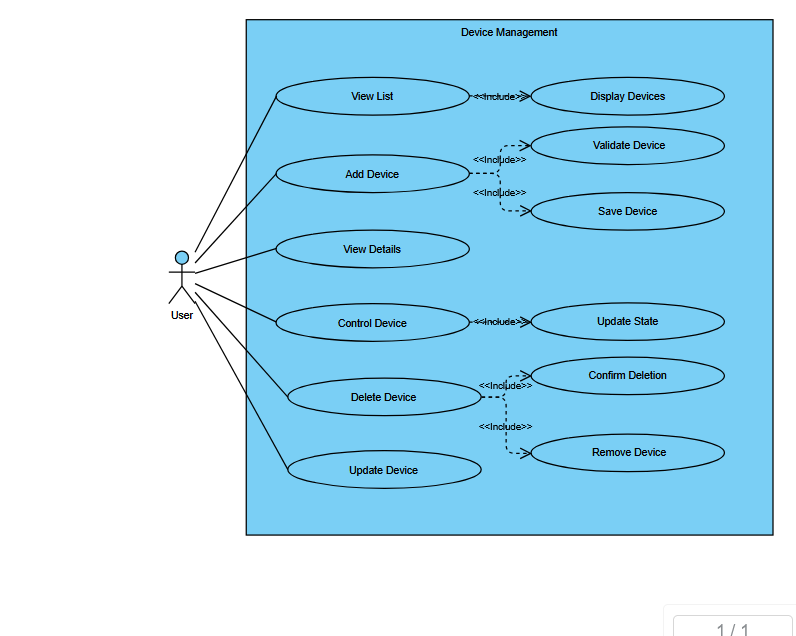 Device Management
View List
<<Include>>
Display Devices
Validate Device
<<Include>>
Add Device
<<Include>>
Save Device
View Details
User
Control Device
<<Include>>
Update State
Confirm Deletion
<<Include>>
Delete Device
<<Include>>
Remove Device
Update Device
1 / 1